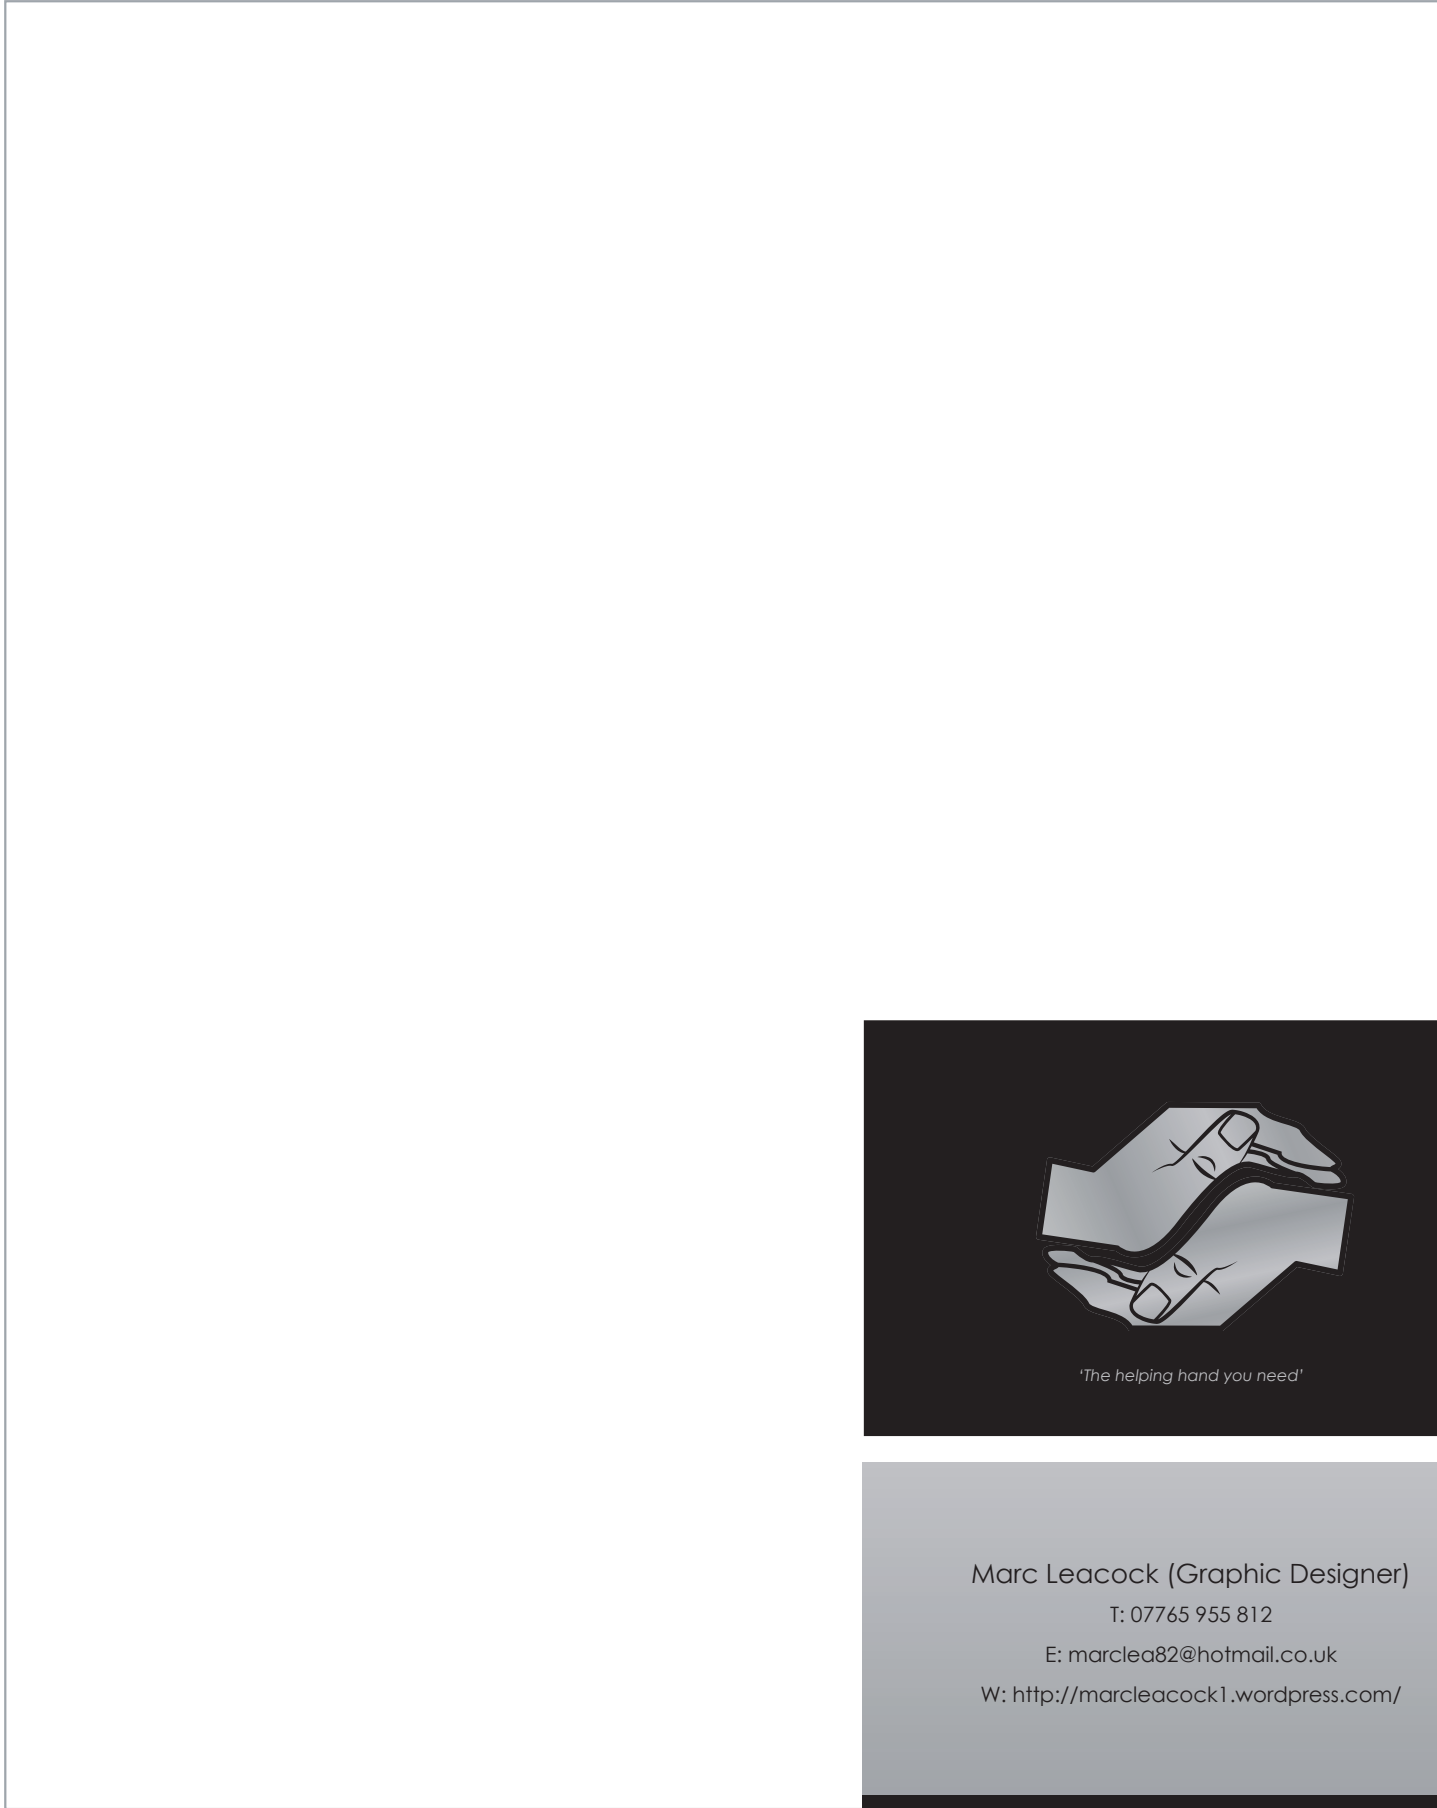 ‘The helping hand you need’
Marc Leacock (Graphic Designer)
T: 07765 955 812
E: marclea82@hotmail.co.uk
W: http://marcleacock1.wordpress.com/